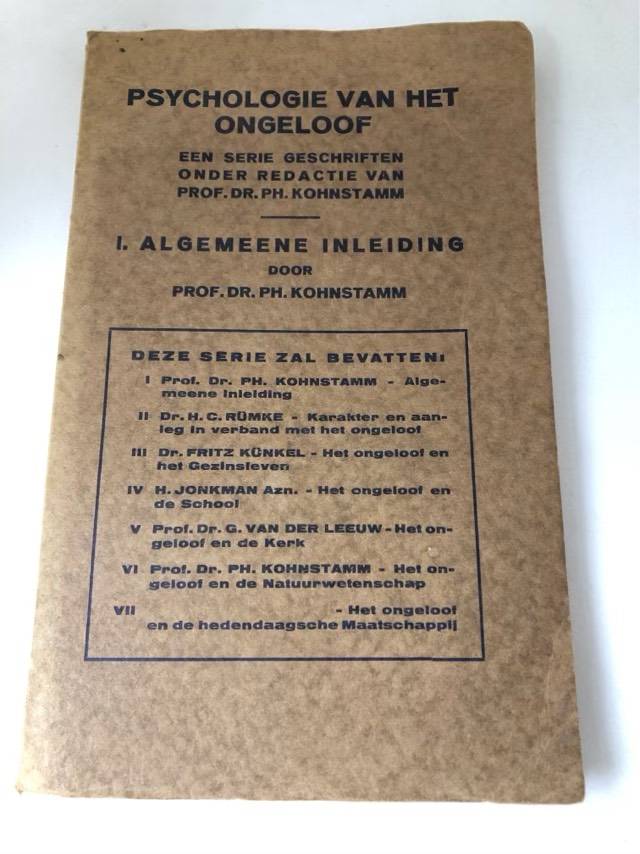 PSYCHOLOGIE VAN HET
ONGELOOF
EEN SERIE GESCHRIFTEN
ONDER REDACTIE VAN
PROF. DR. PH. KOHNSTAMM
I. ALGEMEENE INLEIDING
DOOR
PROF. DR. PH. KOHNSTAMM
DEZE SERIE ZAL BEVATTEN:
I Prof. Dr. PH. KOHNSTAMM - Alge-
meene Inleiding
II Dr. H. C. RÜMKE - Karakter en aan-
leg in verband met het ongeloof
III Dr. FRITZ KÜNKEL - Het ongeloof en
het Gezinsleven
IV H. JONKMAN Azn. - Het ongeloof en
de School
V Prof. Dr. G. VAN DER LEEUW - Het on-
geloof en de Kerk
VI Prof. Dr. PH. KOHNSTAMM - Het on-
geloof en de Natuurwetenschap
VII - Het ongeloof
en de hedendaagsche Maatschappij